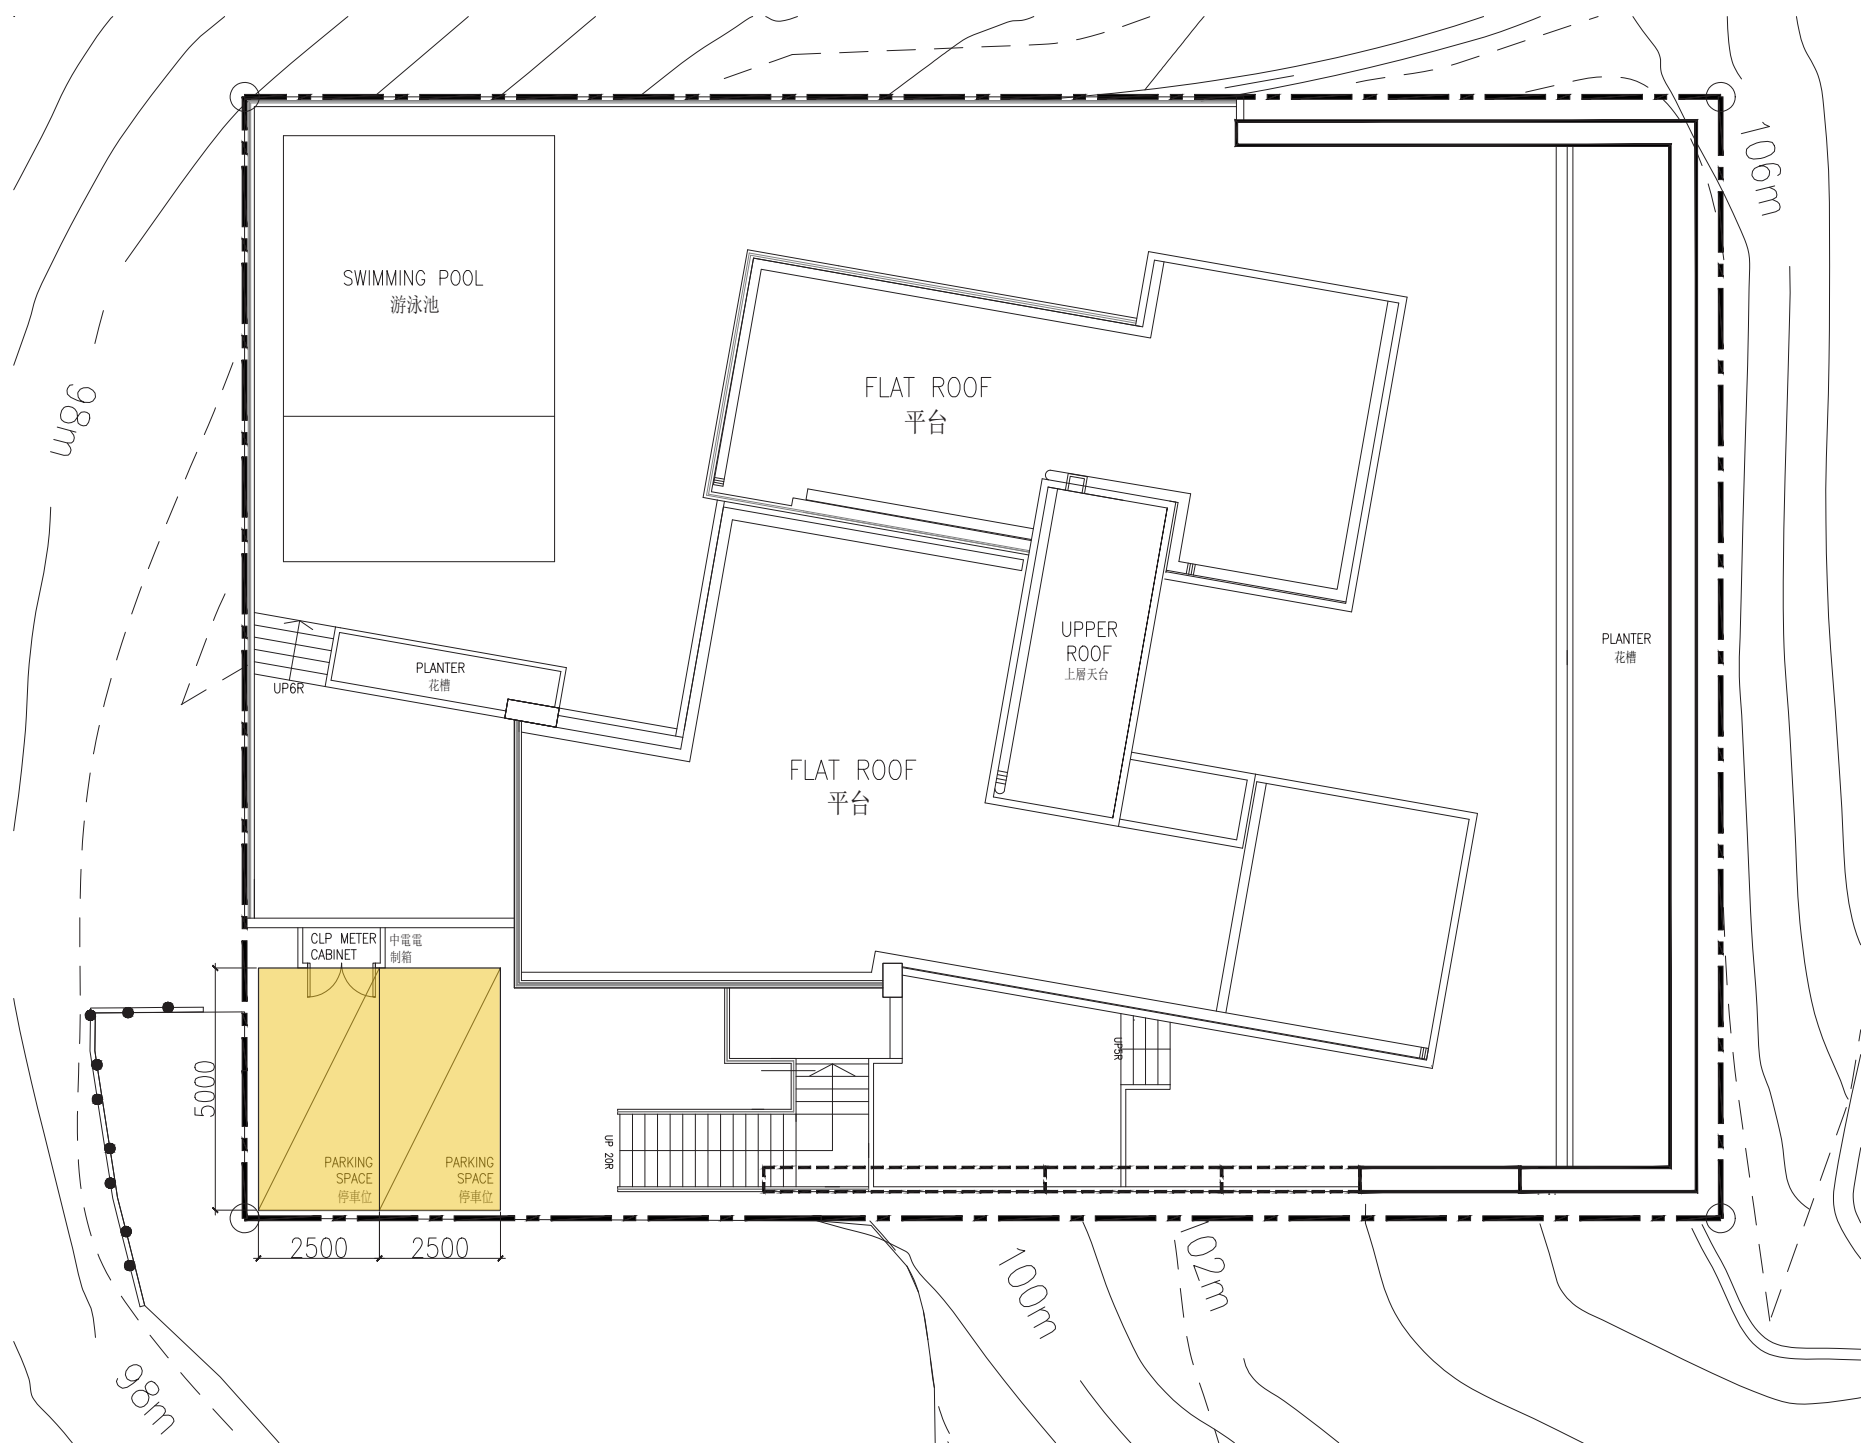 106m
SWIMMING POOL
游泳池
98m
FLAT ROOF
平台
UPPER
ROOF
上層天台
PLANTER
花槽
PLANTER
花槽
UP6R
FLAT ROOF
平台
CLP METER
CABINET
中電電
制箱
5000
PARKING
SPACE
停車位
PARKING
SPACE
停車位
UP 20R
UP5R
2500
2500
100m
02m
98m